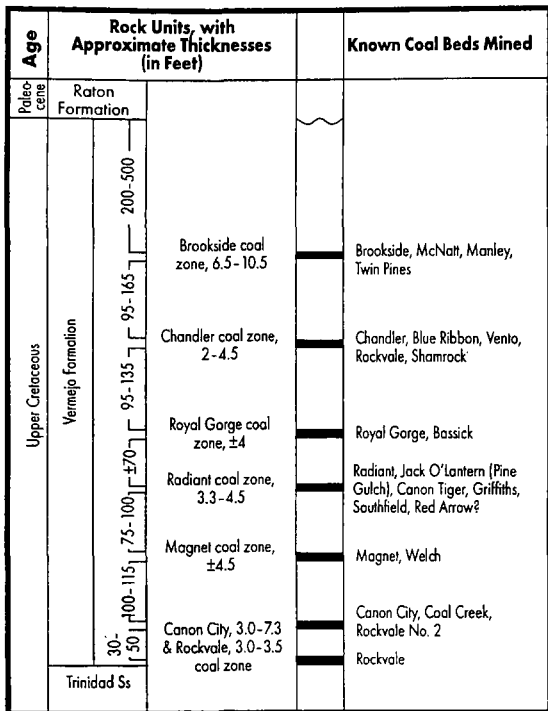 Age
Rock Units, with
Approximate Thicknesses
(in Feet)
Known Coal Beds Mined
Paleo-
cene
Raton
Formation
Upper Cretaceous
Vermejo Formation
200-500
Brookside coal
zone, 6.5-10.5
Brookside, McNatt, Manley,
Twin Pines
95-165
Chandler coal zone,
2-4.5
Chandler, Blue Ribbon, Vento,
Rockvale, Shamrock
95-135
Royal Gorge coal
zone, ±4
Royal Gorge, Bassick
±70
Radiant coal zone,
3.3-4.5
Radiant, Jack O'Lantern (Pine
Gulch), Canon Tiger, Griffiths,
Southfield, Red Arrow?
75-100
Magnet coal zone,
±4.5
Magnet, Welch
100-115
Canon City, 3.0-7.3
& Rockvale, 3.0-3.5
coal zone
Canon City, Coal Creek,
Rockvale No. 2
30-
50
Rockvale
Trinidad Ss